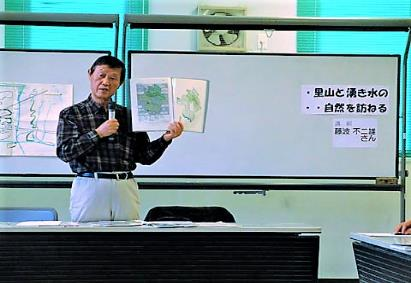 ・里山と湧き水の
・・自然を訪ねる
講師
藤波 不二雄
さん